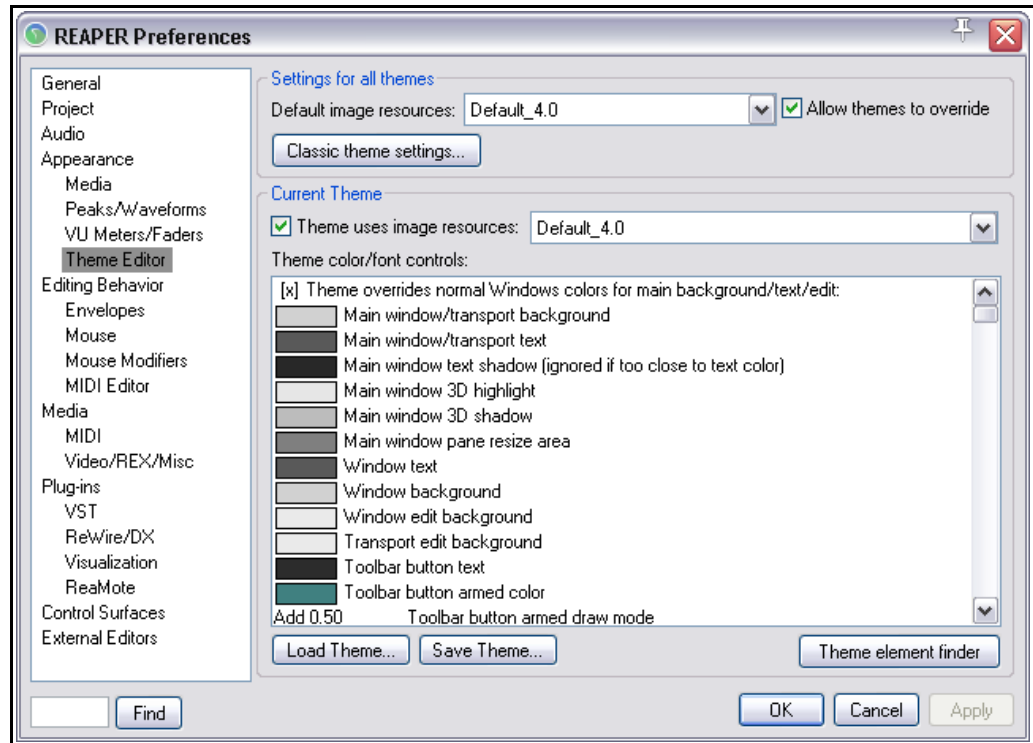 REAPER Preferences
General
Project
Audio
Appearance
Media
Peaks/Waveforms
VU Meters/Faders
Theme Editor
Editing Behavior
Envelopes
Mouse
Mouse Modifiers
MIDI Editor
Media
MIDI
Video/REX/Misc
Plug-ins
VST
ReWire/DX
Visualization
ReaMote
Control Surfaces
External Editors
Find
Settings for all themes
Default image resources: Default_4.0 Allow themes to override
Classic theme settings...
Current Theme
Theme uses image resources: Default_4.0
Theme color/font controls:
[x] Theme overrides normal Windows colors for main background/text/edit:
Main window/transport background
Main window/transport text
Main window text shadow (ignored if too close to text color)
Main window 3D highlight
Main window 3D shadow
Main window pane resize area
Window text
Window background
Window edit background
Transport edit background
Toolbar button text
Toolbar button armed color
Add 0.50 Toolbar button armed draw mode
Load Theme... Save Theme... Theme element finder
OK Cancel Apply